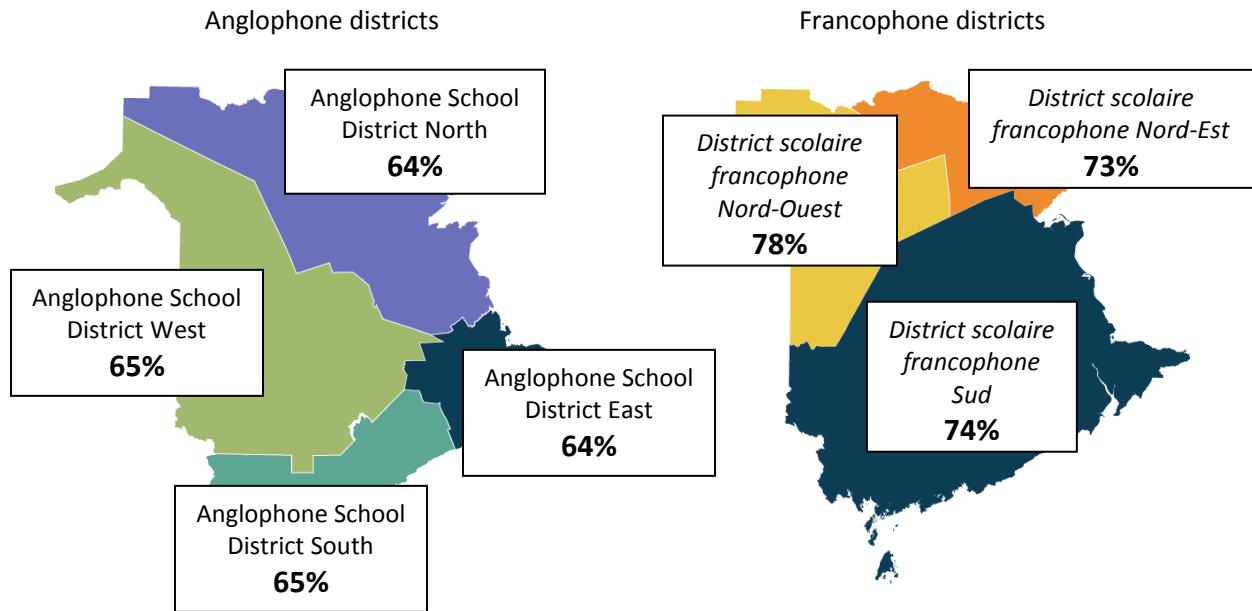 Anglophone districts
Anglophone School
District North
64%
Anglophone School
District West
65%
Anglophone School
District East
64%
Anglophone School
District South
65%
Francophone districts
District scolaire
francophone Nord-Est
73%
District scolaire
francophone
Nord-Ouest
78%
District scolaire
francophone
Sud
74%